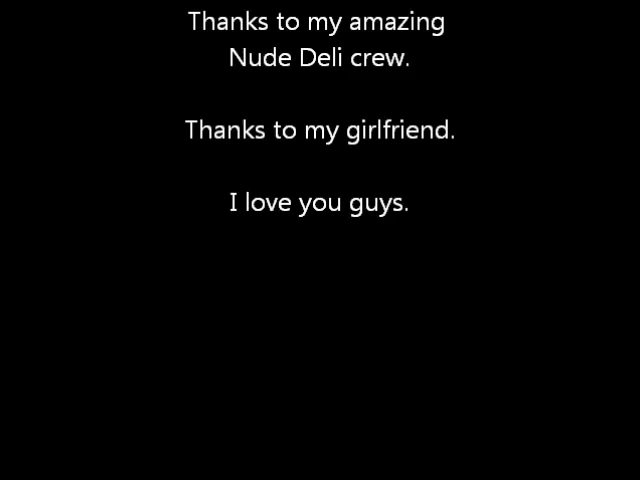 Thanks to my amazing
Nude Deli crew.
Thanks to my girlfriend.
I love you guys.